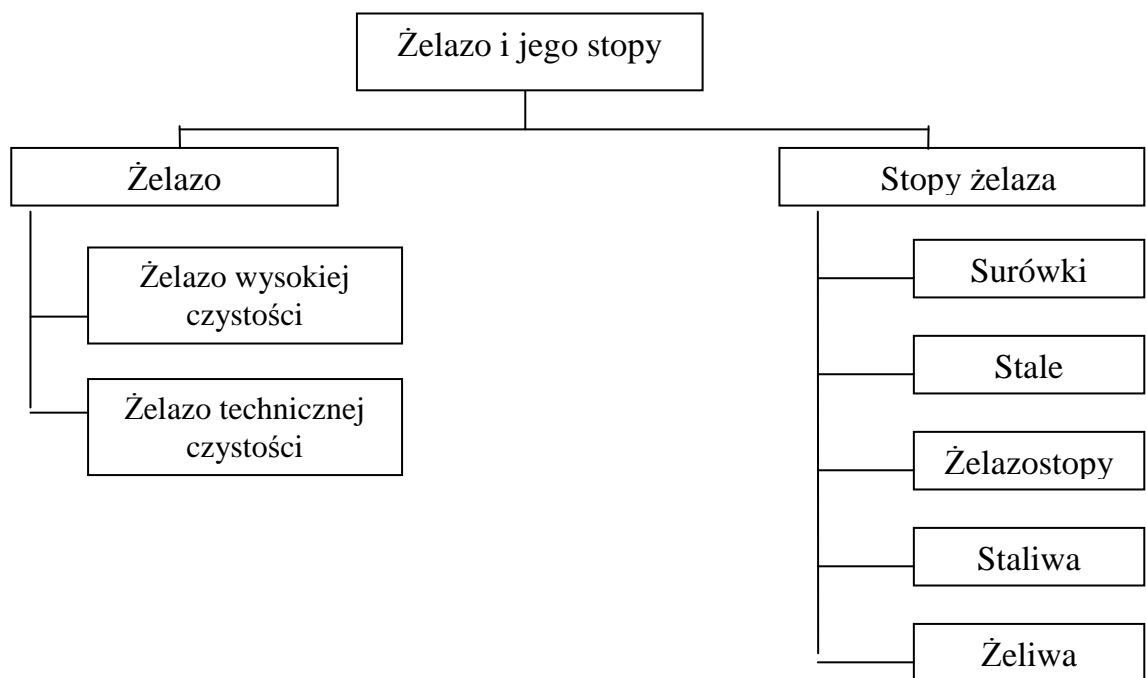 Żelazo i jego stopy
Żelazo
Stopy żelaza
Żelazo wysokiej
czystości
Żelazo technicznej
czystości
Surówki
Stale
Żelazostopy
Staliwa
Żeliwa